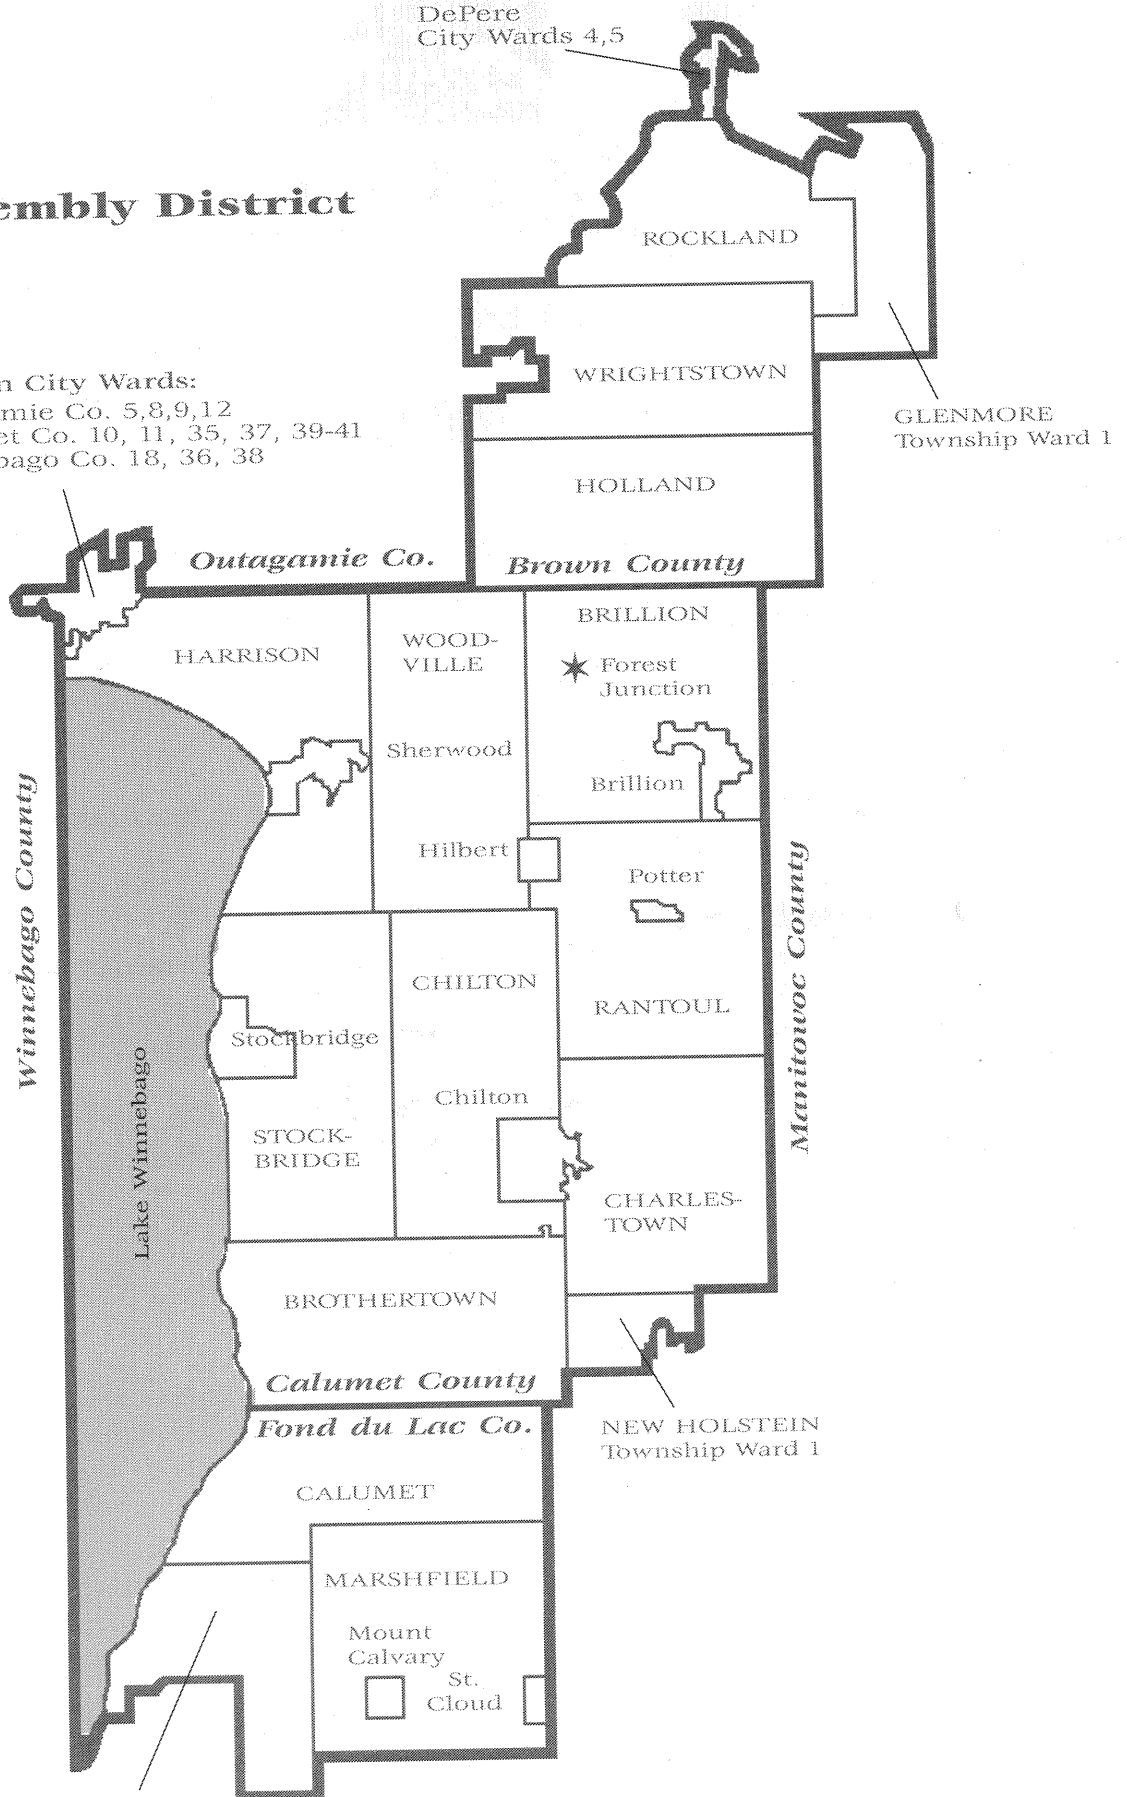 DePere
City Wards 4,5
embly District
ROCKLAND
WRIGHTSTOWN
n City Wards:
mie Co. 5,8,9,12
et Co. 10, 11, 35, 37, 39-41
bago Co. 18, 36, 38
GLENMORE
Township Ward 1
HOLLAND
Outagamie Co.
Brown County
BRILLION
HARRISON
WOOD-
VILLE
Forest
Junction
Sherwood
Brillion
Winnebago County
Hilbert
Potter
Manitowoc County
CHILTON
RANTOUL
Stockbridge
Lake Winnebago
Chilton
STOCK-
BRIDGE
CHARLES-
TOWN
BROTHERTOWN
Calumet County
Fond du Lac Co.
NEW HOLSTEIN
Township Ward 1
CALUMET
MARSHFIELD
Mount
Calvary
St.
Cloud